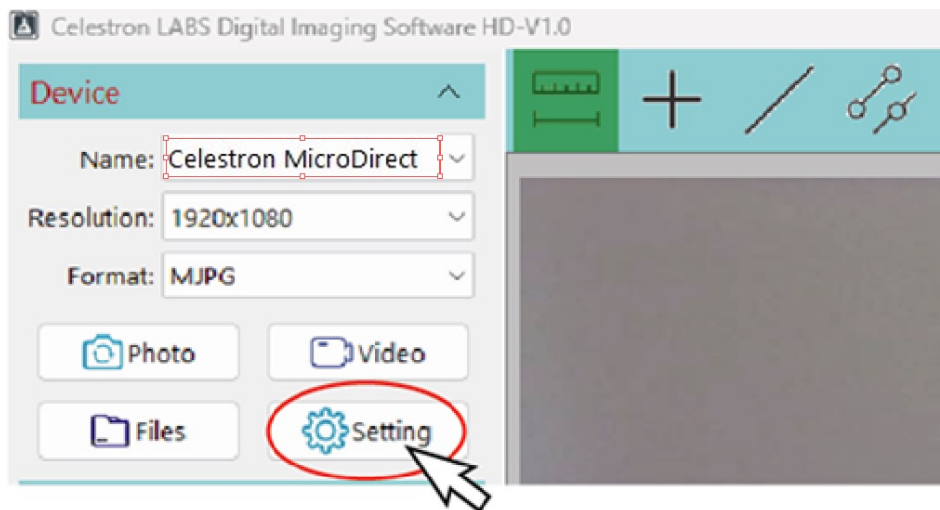 Celestron LABS Digital Imaging Software HD-V1.0
Device
Name: Celestron MicroDirect
Resolution: 1920x1080
Format: MJPG
Photo Video
Files Setting